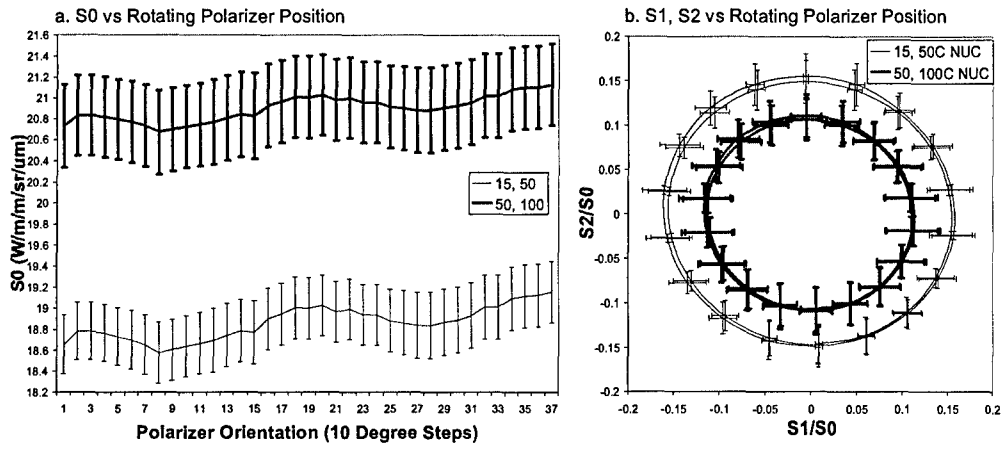 a. S0 vs Rotating Polarizer Position
21.6
21.4
21.2
21
20.8
20.6
20.4
20.2
20
19.8
19.6
19.4
19.2
19
18.8
18.6
18.4
18.2
S0 (W/m/m/sr/um)
15, 50
50, 100
1 3 5 7 9 11 13 15 17 19 21 23 25 27 29 31 33 35 37
Polarizer Orientation (10 Degree Steps)
b. S1, S2 vs Rotating Polarizer Position
0.2
0.15
0.1
0.05
0
-0.05
-0.1
-0.15
-0.2
S2/S0
15, 50C NUC
50, 100C NUC
-0.2 -0.15 -0.1 -0.05 0 0.05 0.1 0.15 0.2
S1/S0